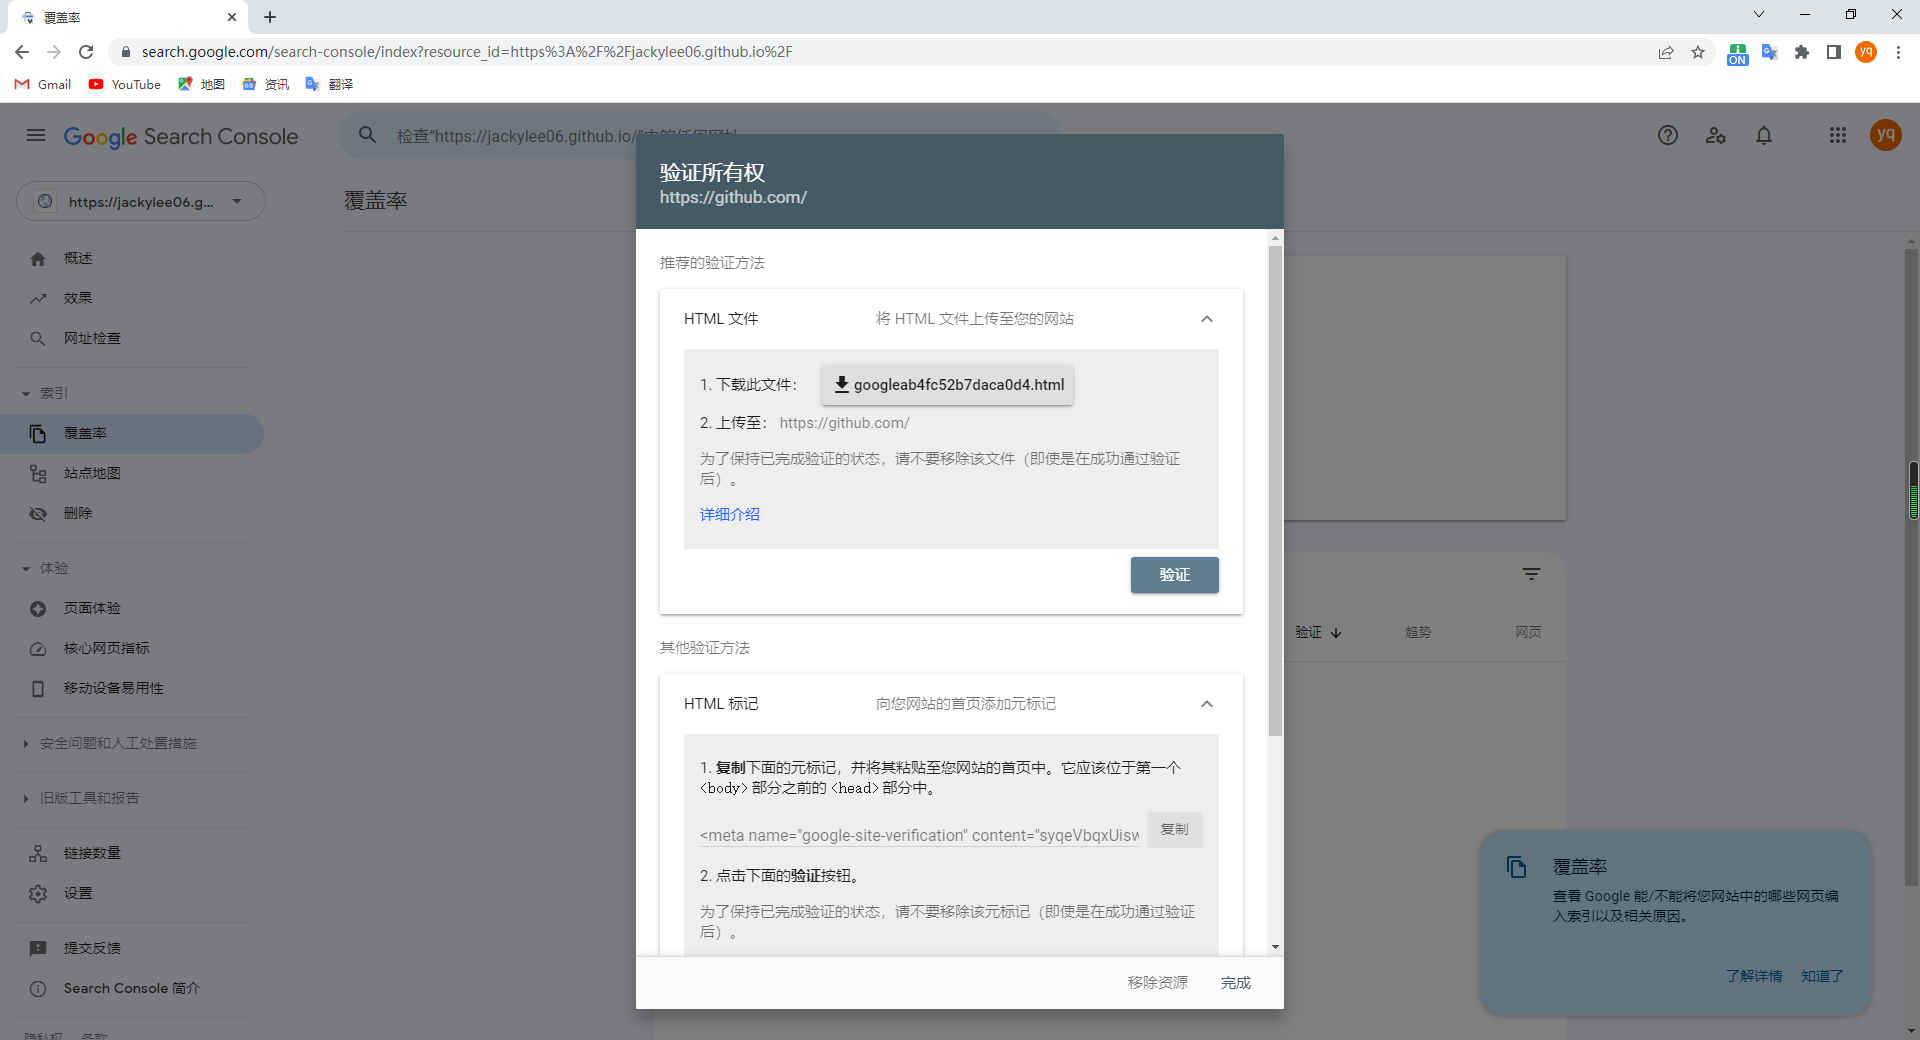 覆盖率
search.google.com/search-console/index?resource_id=https%3A%2F%2Fjackylee06.github.io%2F
ON
yq
Gmail
YouTube
地图
资讯
翻译
Google Search Console
检查"https://jackylee06.github.io/"中的任何网址
yq
https://jackylee06.g...
覆盖率
概述
效果
网址检查
索引
覆盖率
站点地图
删除
体验
页面体验
核心网页指标
移动设备易用性
安全问题和人工处置措施
旧版工具和报告
链接数量
设置
提交反馈
Search Console 简介
隐私权
条款
验证所有权
https://github.com/
推荐的验证方法
HTML 文件
将 HTML 文件上传至您的网站
1. 下载此文件：
googleab4fc52b7daca0d4.html
2. 上传至： https://github.com/
为了保持已完成验证的状态，请不要移除该文件（即使是在成功通过验证
后）。
详细介绍
验证
其他验证方法
HTML 标记
向您网站的首页添加元标记
1. 复制下面的元标记，并将其粘贴至您网站的首页中。它应该位于第一个
<body> 部分之前的 <head> 部分中。
<meta name="google-site-verification" content="syqeVbqxUisw
复制
2. 点击下面的验证按钮。
为了保持已完成验证的状态，请不要移除该元标记（即使是在成功通过验证
后）。
移除资源
完成
验证
趋势
网页
覆盖率
查看 Google 能/不能将您网站中的哪些网页编
入索引以及相关原因。
了解详情
知道了